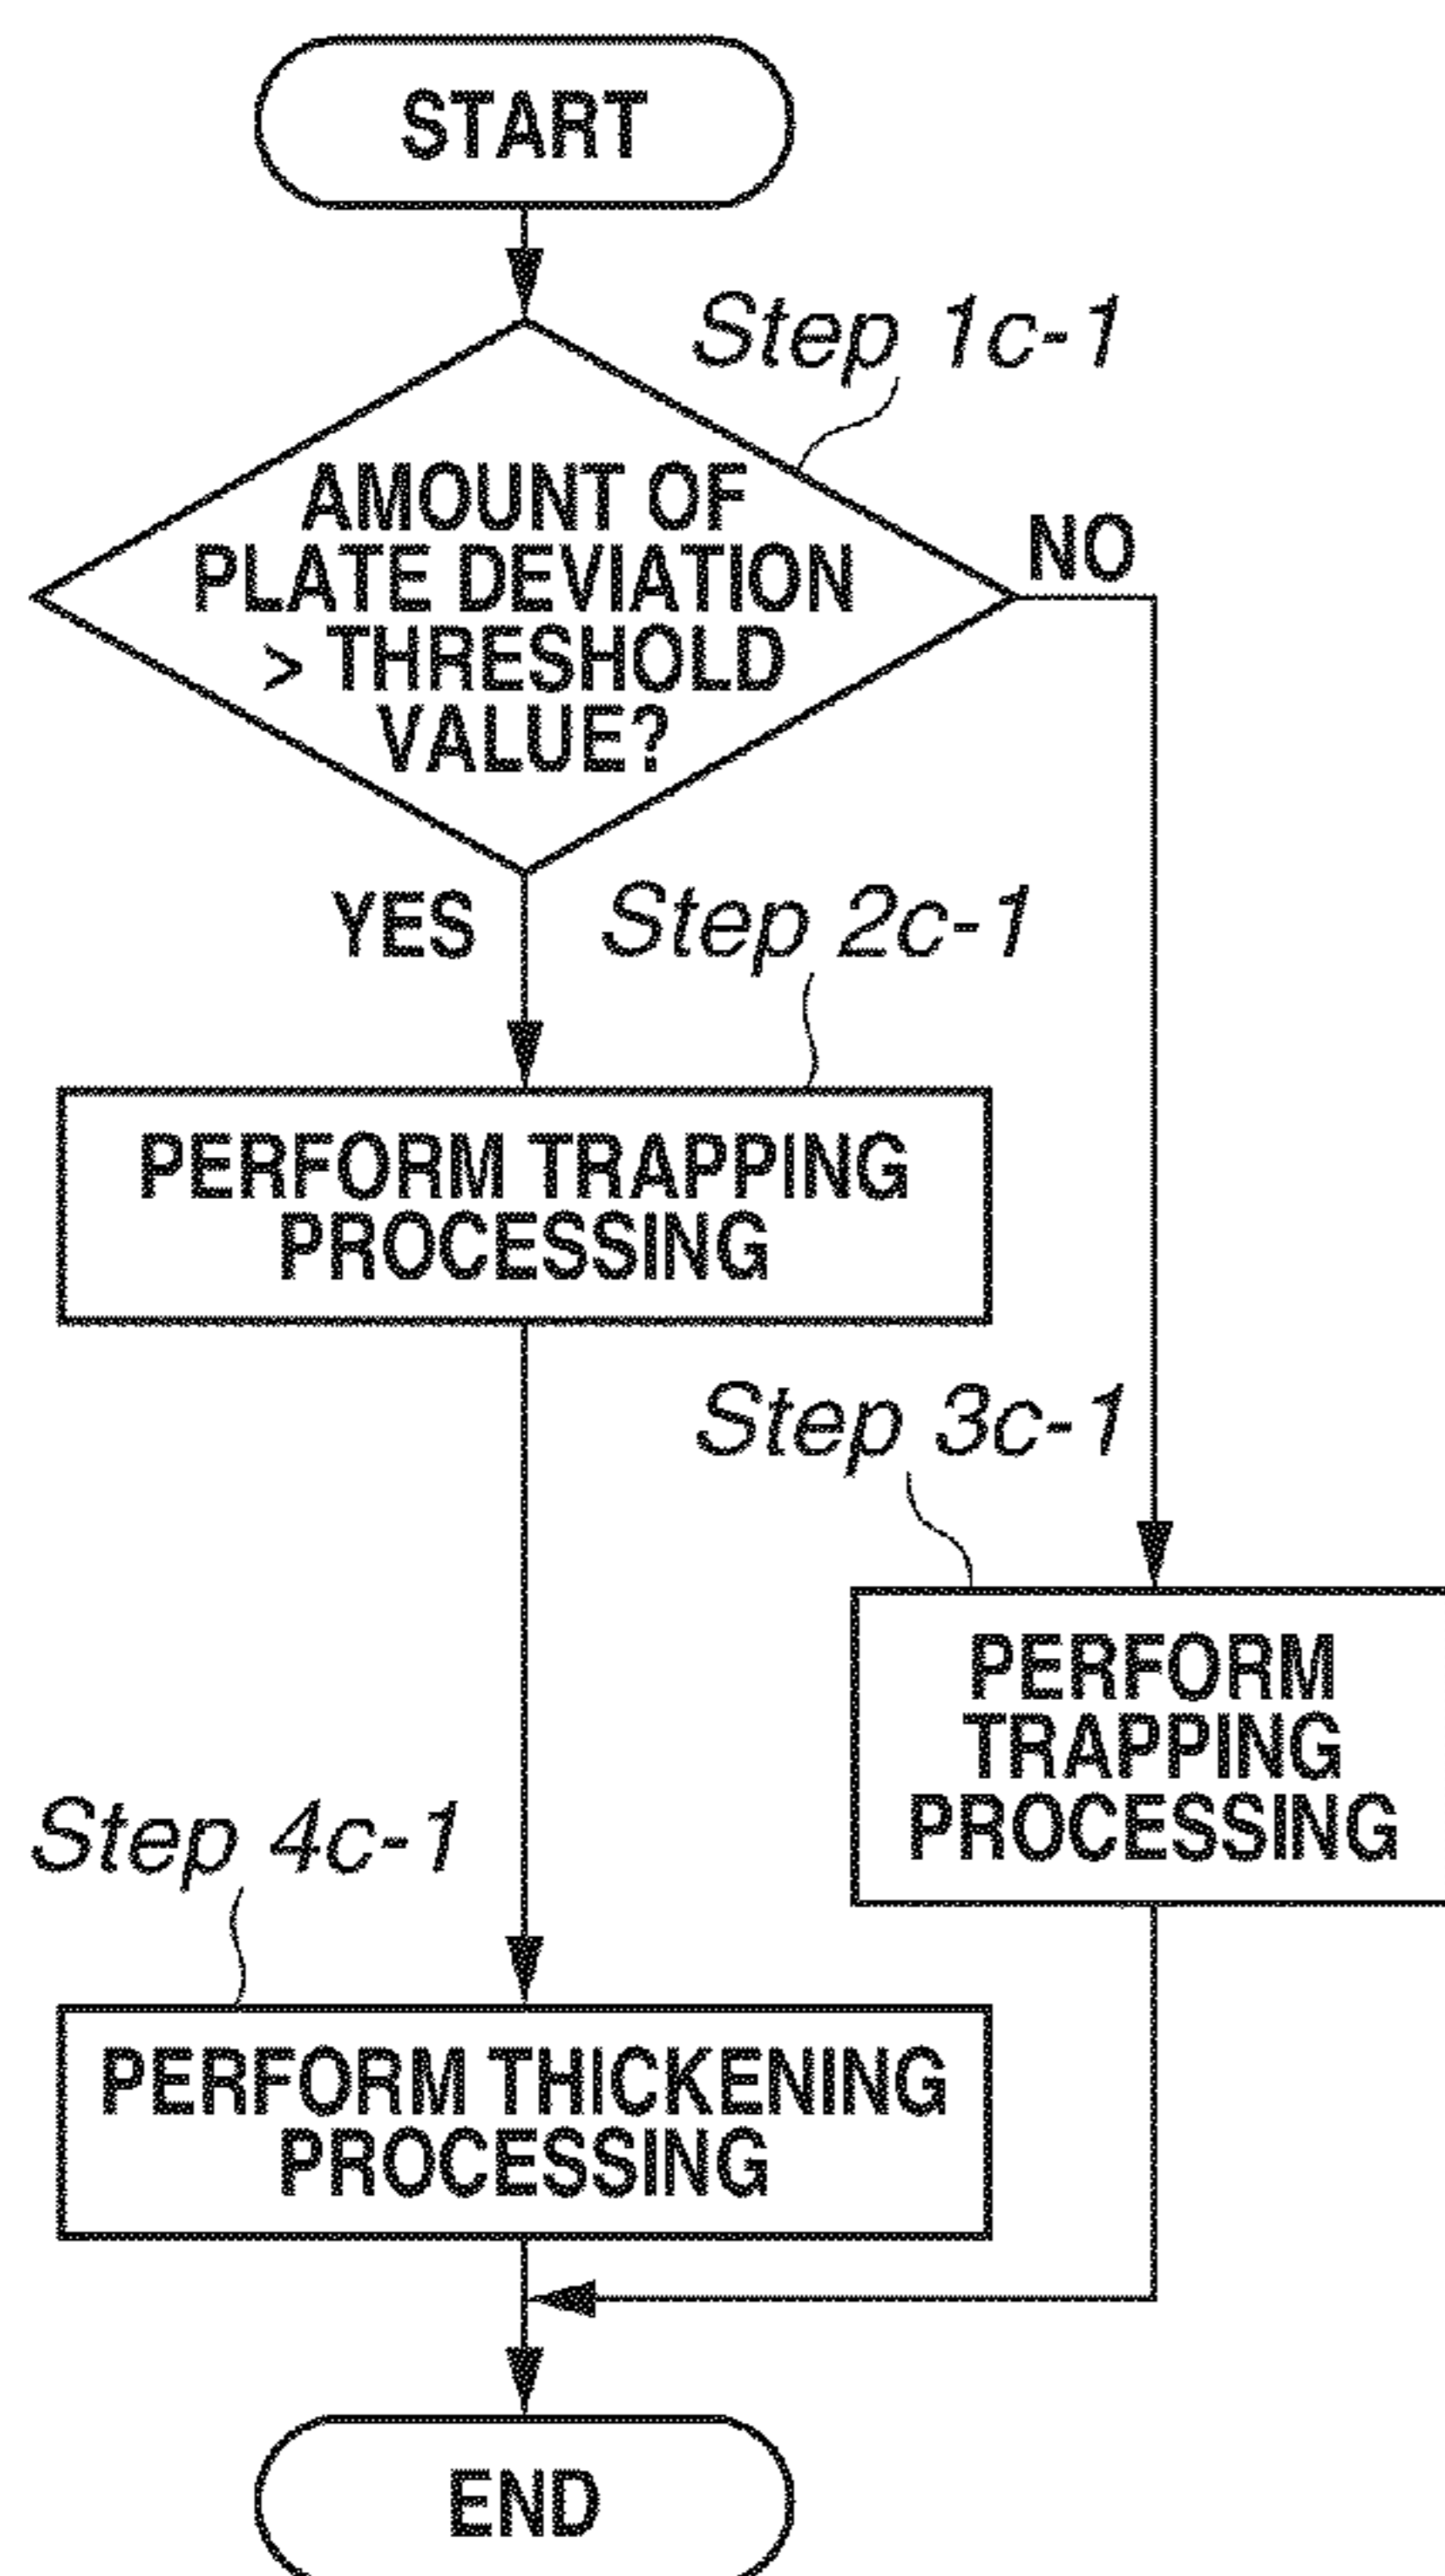 START
Step 1c-1
AMOUNT OF
PLATE DEVIATION
> THRESHOLD
VALUE?
NO
YES
Step 2c-1
PERFORM TRAPPING
PROCESSING
Step 3c-1
PERFORM
TRAPPING
PROCESSING
Step 4c-1
PERFORM THICKENING
PROCESSING
END